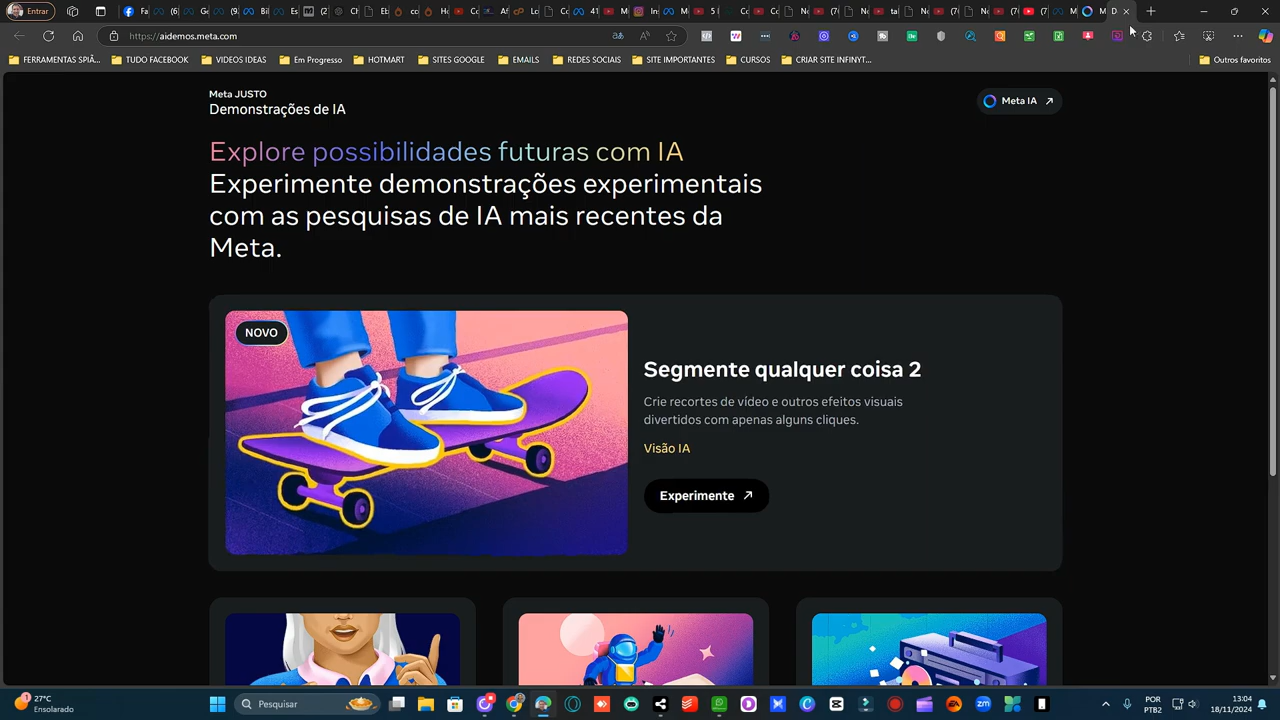 Entrar
https://aidemos.meta.com
FERRAMENTAS SPIÃ...
TUDO FACEBOOK
VIDEOS IDEAS
Em Progresso
HOTMART
SITES GOOGLE
EMAILS
REDES SOCIAIS
SITE IMPORTANTES
CURSOS
CRIAR SITE INFINYT...
Outros favoritos
Meta JUSTO
Demonstrações de IA
Meta IA
Explore possibilidades futuras com IA
Experimente demonstrações experimentais
com as pesquisas de IA mais recentes da
Meta.
NOVO
Segmente qualquer coisa 2
Crie recortes de vídeo e outros efeitos visuais
divertidos com apenas alguns cliques.
Visão IA
Experimente
27°C
Ensolarado
Pesquisar
POR
PTB2
13:04
18/11/2024